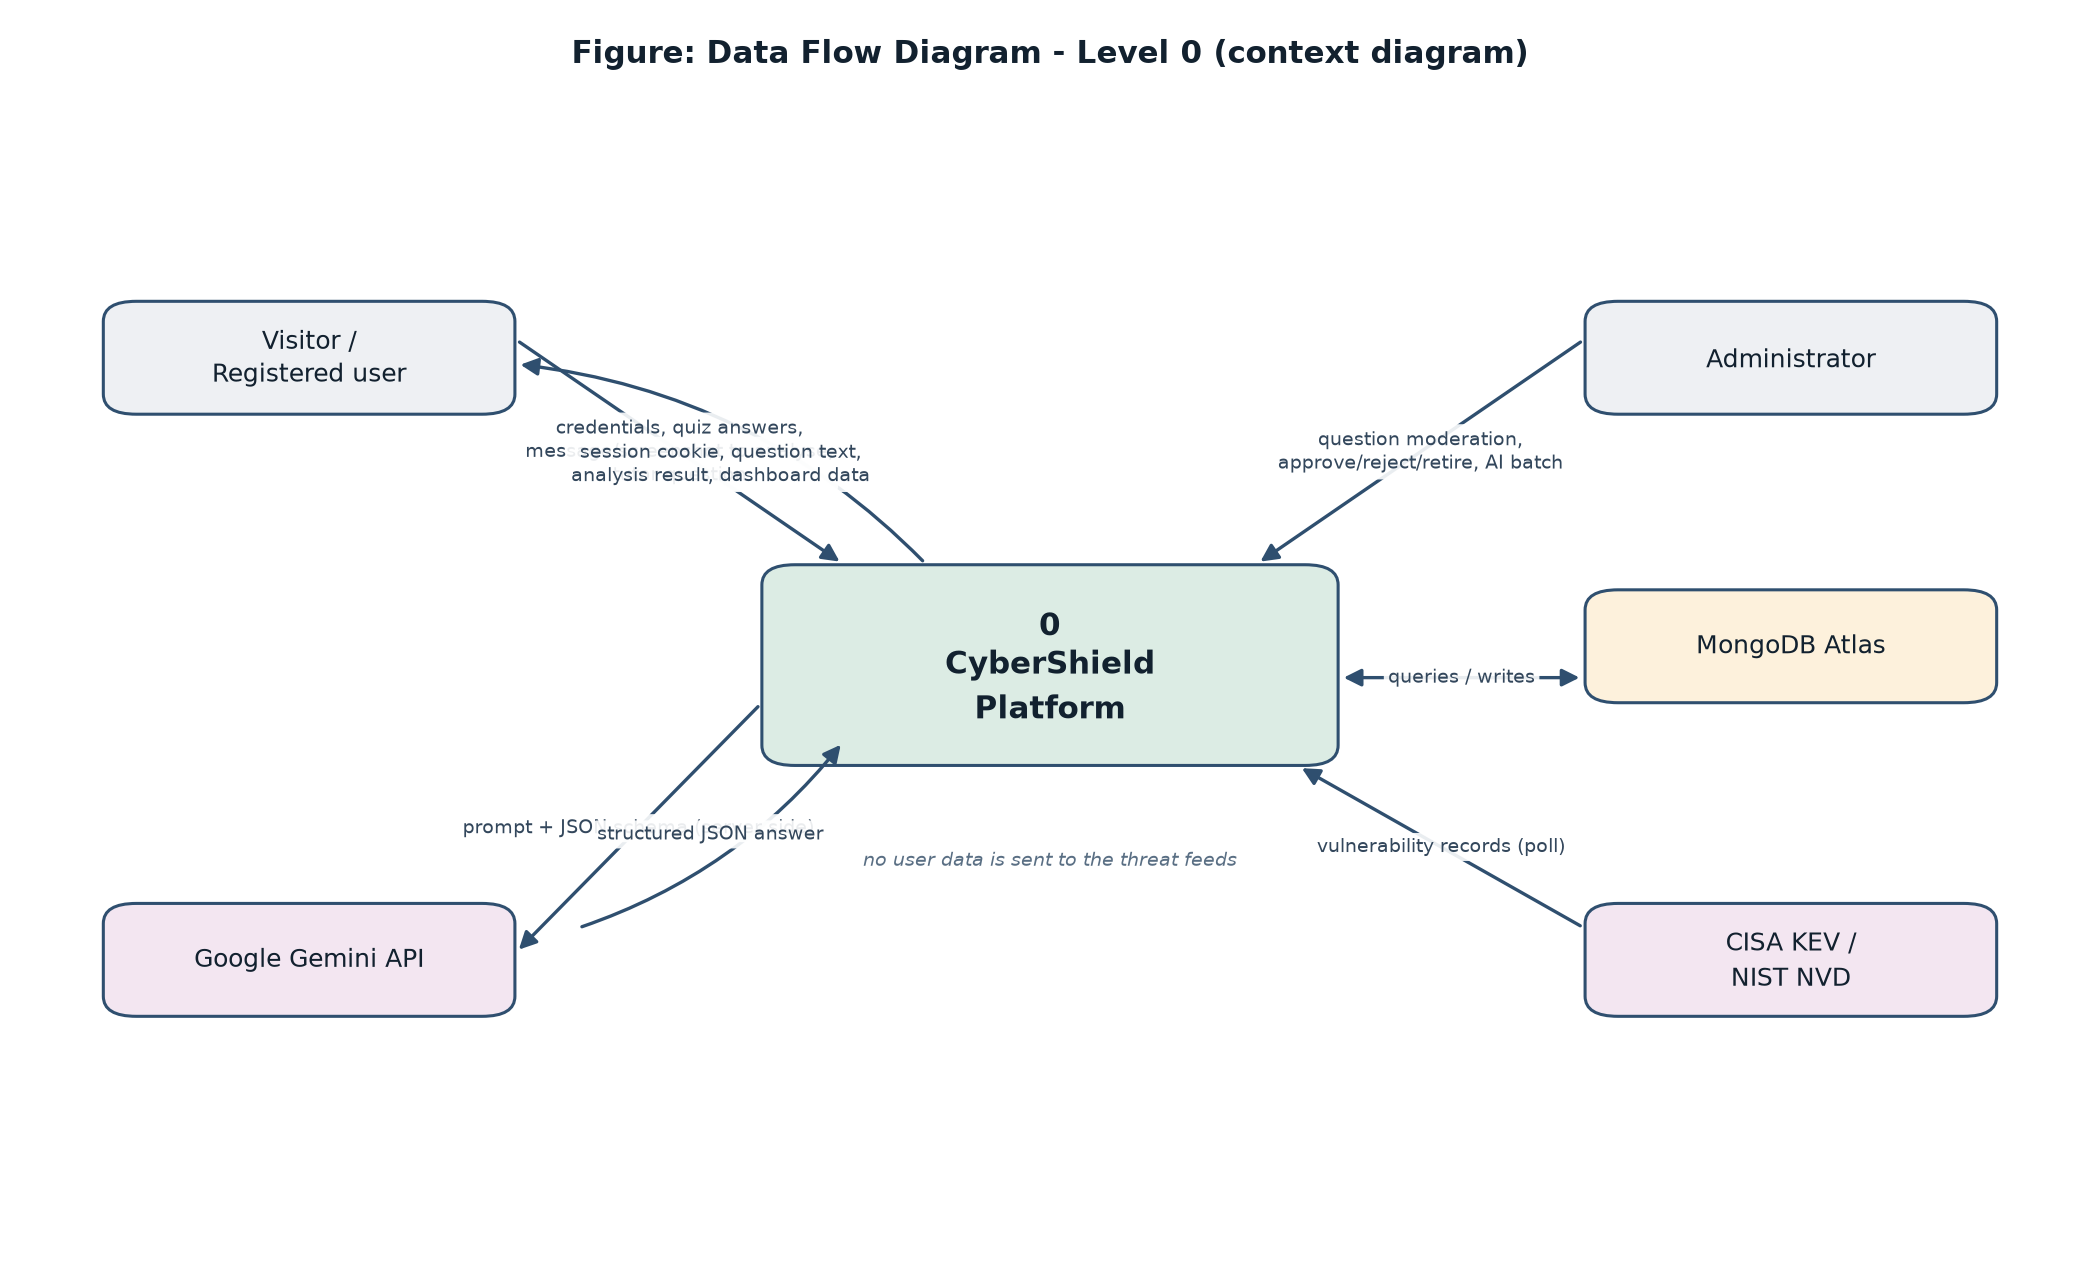 Figure: Data Flow Diagram - Level 0 (context diagram)
Visitor /
Registered user
Administrator
credentials, quiz answers,
session cookie, question text,
analysis result, dashboard data
question moderation,
approve/reject/retire, AI batch
0
CyberShield
Platform
MongoDB Atlas
queries / writes
prompt + JSON
structured JSON answer
no user data is sent to the threat feeds
vulnerability records (poll)
Google Gemini API
CISA KEV /
NIST NVD